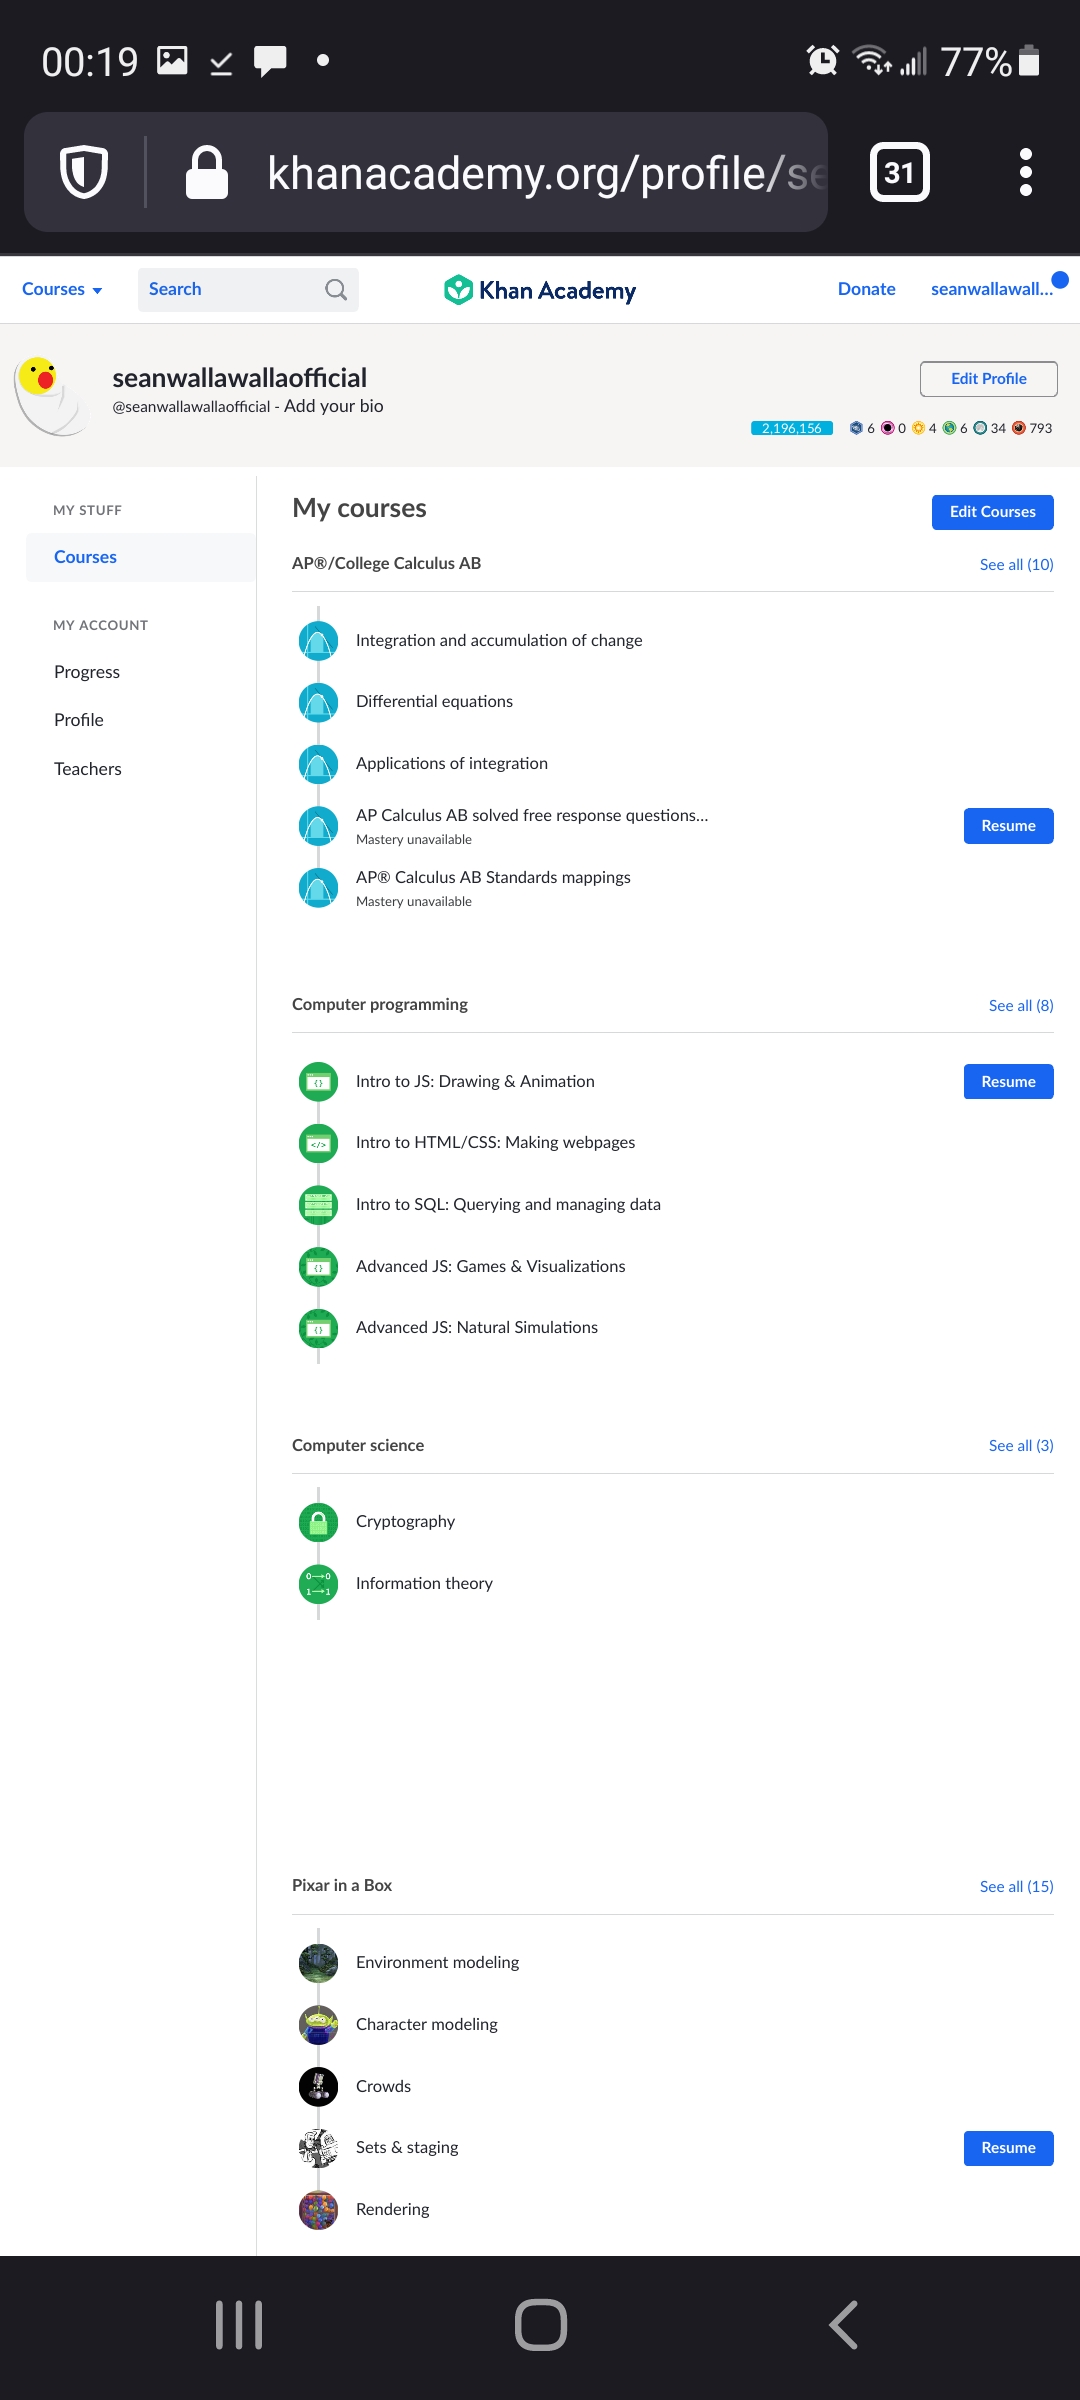 00:19
77%
khanacademy.org/profile/se
31
Courses
Search
Khan Academy
Donate
seanwallawall...
seanwallawallaofficial
@seanwallawallaofficial - Add your bio
Edit Profile
2,196,156
6
0
4
6
34
793
MY STUFF
Courses
MY ACCOUNT
Progress
Profile
Teachers
My courses
Edit Courses
AP®/College Calculus AB
See all (10)
Integration and accumulation of change
Differential equations
Applications of integration
AP Calculus AB solved free response questions...
Mastery unavailable
Resume
AP® Calculus AB Standards mappings
Mastery unavailable
Computer programming
See all (8)
Intro to JS: Drawing & Animation
Resume
Intro to HTML/CSS: Making webpages
Intro to SQL: Querying and managing data
Advanced JS: Games & Visualizations
Advanced JS: Natural Simulations
Computer science
See all (3)
Cryptography
Information theory
Pixar in a Box
See all (15)
Environment modeling
Character modeling
Crowds
Sets & staging
Resume
Rendering